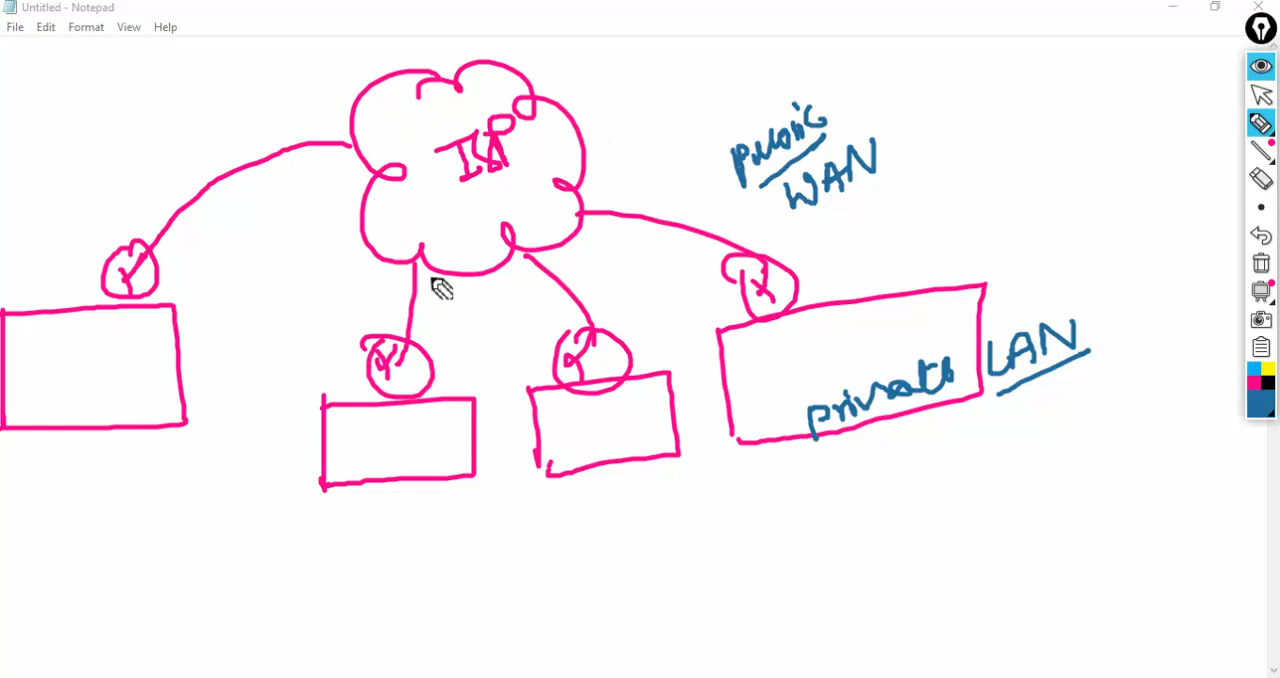 Untitled - Notepad
File Edit Format View Help
ISP
public
WAN
R
R
R
R
private LAN